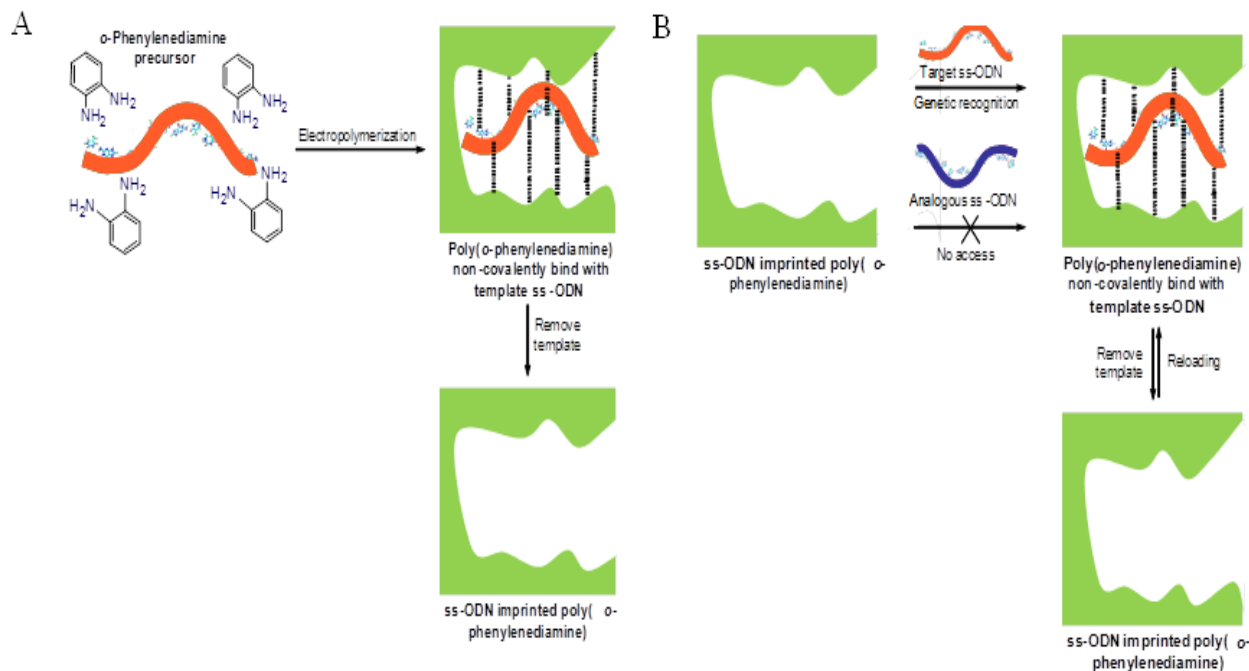 A
o-Phenylenediamine
precursor
NH2
NH2
NH2
NH2
NH2
H2N
NH2
H2N
Electropolymerization
Poly(o-phenylenediamine)
non-covalently bind with
template ss -ODN
Remove
template
ss-ODN imprinted poly( o-
phenylenediamine)
B
ss-ODN imprinted poly( o-
phenylenediamine)
Target ss-ODN
Genetic recognition
Analogous ss -ODN
No access
Poly(o-phenylenediamine)
non-covalently bind with
template ss-ODN
Remove
template
Reloading
ss-ODN imprinted poly( o-
phenylenediamine)